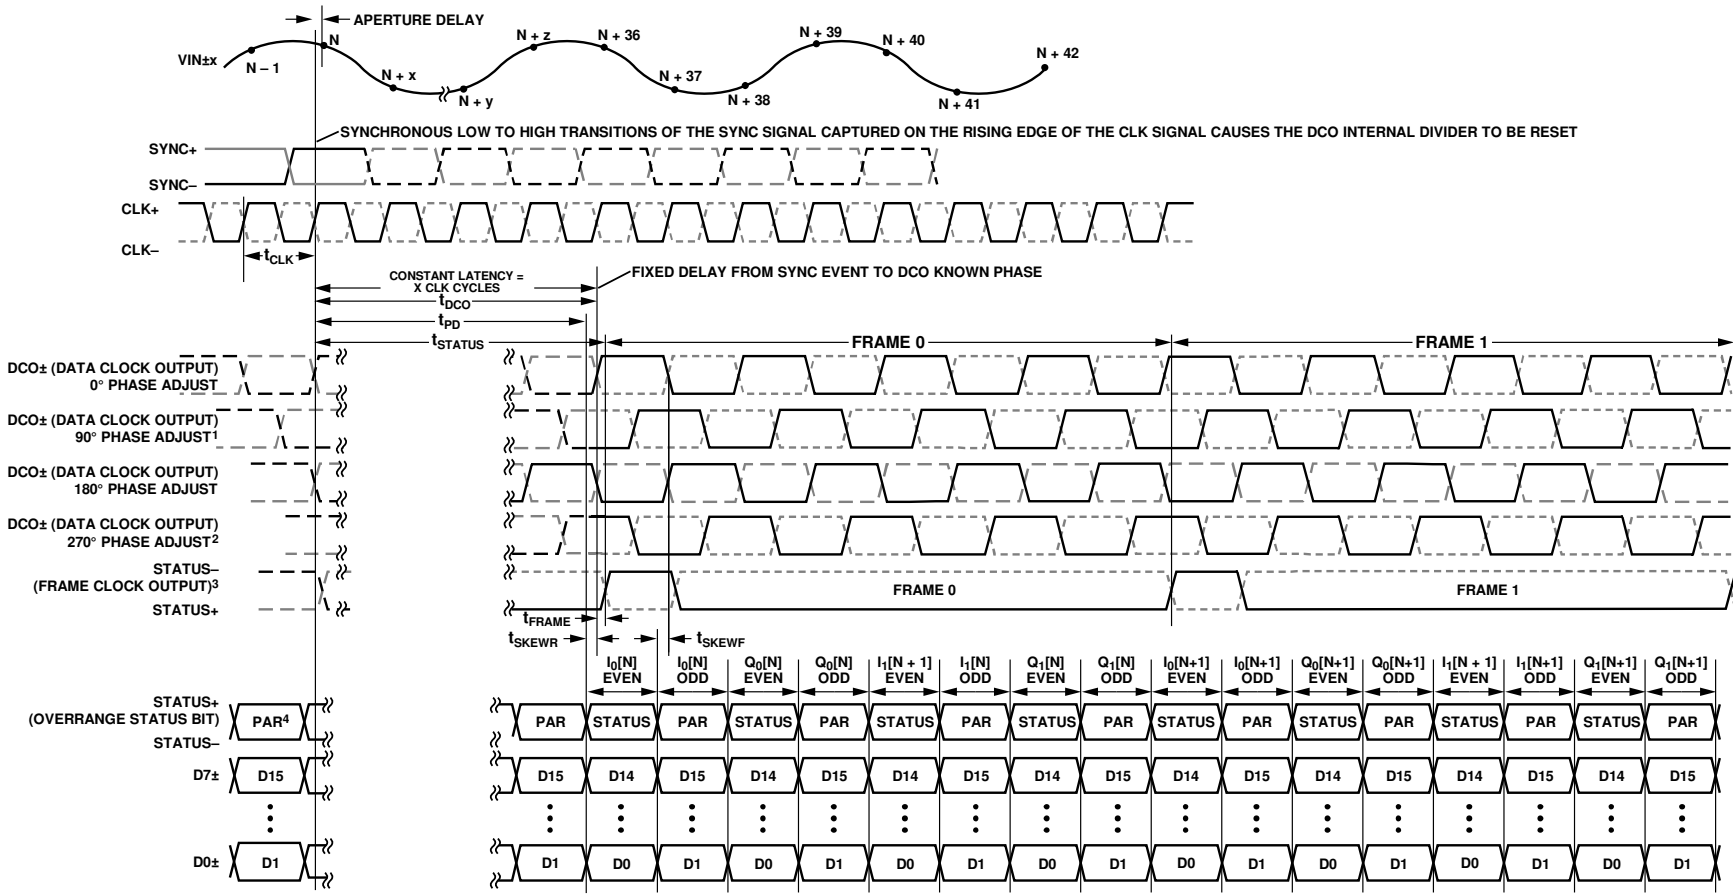 APERTURE DELAY
VIN±x
N – 1
N
N + x
N + y
N + z
N + 36
N + 37
N + 38
N + 39
N + 40
N + 41
N + 42
SYNCHRONOUS LOW TO HIGH TRANSITIONS OF THE SYNC SIGNAL CAPTURED ON THE RISING EDGE OF THE CLK SIGNAL CAUSES THE DCO INTERNAL DIVIDER TO BE RESET
SYNC+
SYNC–
CLK+
CLK–
tCLK
CONSTANT LATENCY =
X CLK CYCLES
FIXED DELAY FROM SYNC EVENT TO DCO KNOWN PHASE
tDCO
tPD
tSTATUS
FRAME 0
FRAME 1
DCO± (DATA CLOCK OUTPUT)
0° PHASE ADJUST
DCO± (DATA CLOCK OUTPUT)
90° PHASE ADJUST1
DCO± (DATA CLOCK OUTPUT)
180° PHASE ADJUST
DCO± (DATA CLOCK OUTPUT)
270° PHASE ADJUST2
STATUS–
(FRAME CLOCK OUTPUT)3
STATUS+
FRAME 0
FRAME 1
tFRAME
tSKEWR
tSKEWF
I0[N] EVEN
I0[N] ODD
Q0[N] EVEN
Q0[N] ODD
I1[N + 1] EVEN
I1[N] ODD
Q1[N] EVEN
Q1[N] ODD
I0[N+1] EVEN
I0[N+1] ODD
Q0[N+1] EVEN
Q0[N+1] ODD
I1[N + 1] EVEN
I1[N+1] ODD
Q1[N+1] EVEN
Q1[N+1] ODD
STATUS+
(OVERRANGE STATUS BIT)
STATUS–
PAR4 PAR STATUS PAR STATUS PAR STATUS PAR STATUS PAR STATUS PAR STATUS PAR STATUS PAR STATUS PAR
D7± D15 D15 D14 D15 D14 D15 D14 D15 D14 D15 D14 D15 D14 D15 D14 D15 D14 D15
D0± D1 D1 D0 D1 D0 D1 D0 D1 D0 D1 D0 D1 D0 D1 D0 D1 D0 D1